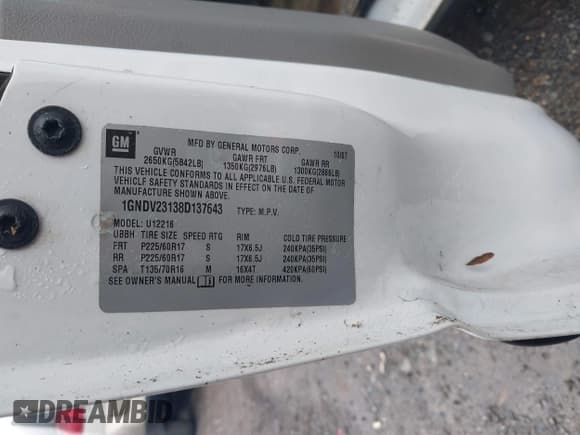 GM
MFD BY GENERAL MOTORS CORP. 10/07
GVWR GAWR FRT GAWR RR
2650KG(5842LB) 1350KG(2976LB) 1300KG(2866LB)
THIS VEHICLE CONFORMS TO ALL APPLICABLE U.S. FEDERAL MOTOR
VEHICLE SAFETY STANDARDS IN EFFECT ON THE DATE OF
MANUFACTURE SHOWN ABOVE.
1GNDV23138D137643 TYPE: M.P.V.
MODEL: U12216
UBBH TIRE SIZE SPEED RTG RIM COLD TIRE PRESSURE
FRT P225/60R17 S 17X6.5J 240KPA(35PSI)
RR P225/60R17 S 17X6.5J 240KPA(35PSI)
SPA T135/70R16 M 16X4T 420KPA(60PSI)
SEE OWNER'S MANUAL FOR MORE INFORMATION.
DREAMBID